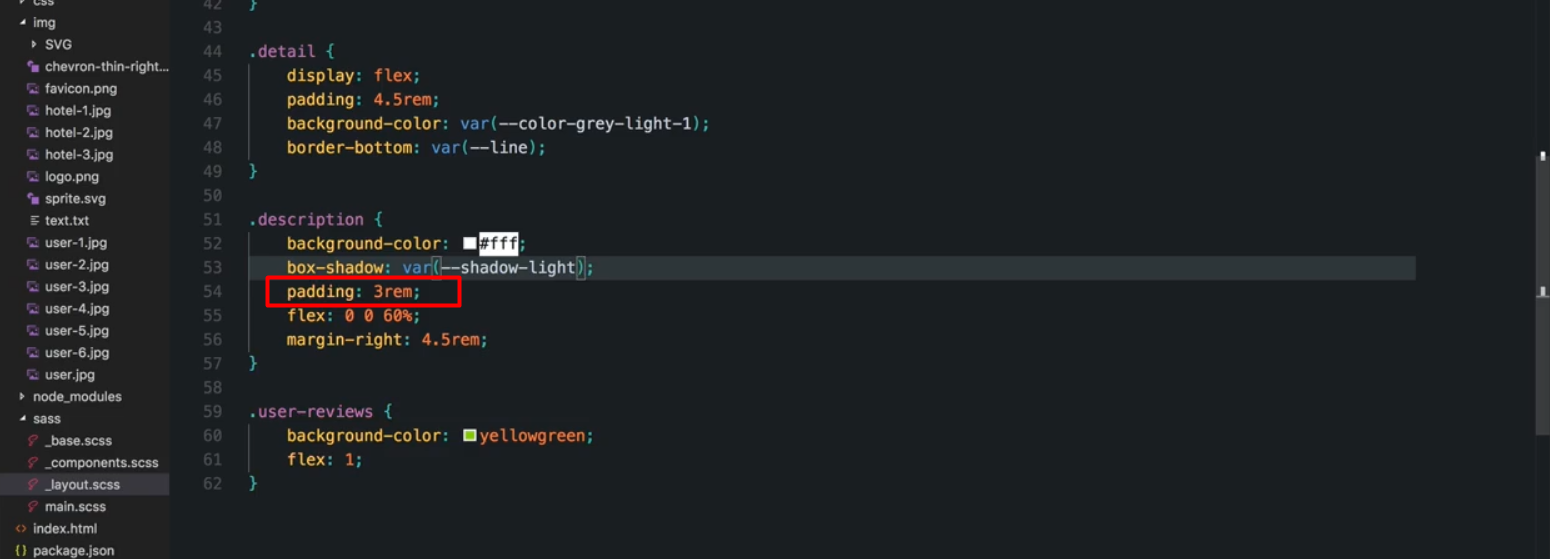 css
img
SVG
chevron-thin-right...
favicon.png
hotel-1.jpg
hotel-2.jpg
hotel-3.jpg
logo.png
sprite.svg
text.txt
user-1.jpg
user-2.jpg
user-3.jpg
user-4.jpg
user-5.jpg
user-6.jpg
user.jpg
node_modules
sass
_base.scss
_components.scss
_layout.scss
main.scss
index.html
package.json
42 }
43
44 .detail {
45 display: flex;
46 padding: 4.5rem;
47 background-color: var(--color-grey-light-1);
48 border-bottom: var(--line);
49 }
50
51 .description {
52 background-color: #fff;
53 box-shadow: var(--shadow-light);
54 padding: 3rem;
55 flex: 0 0 60%;
56 margin-right: 4.5rem;
57 }
58
59 .user-reviews {
60 background-color: yellowgreen;
61 flex: 1;
62 }